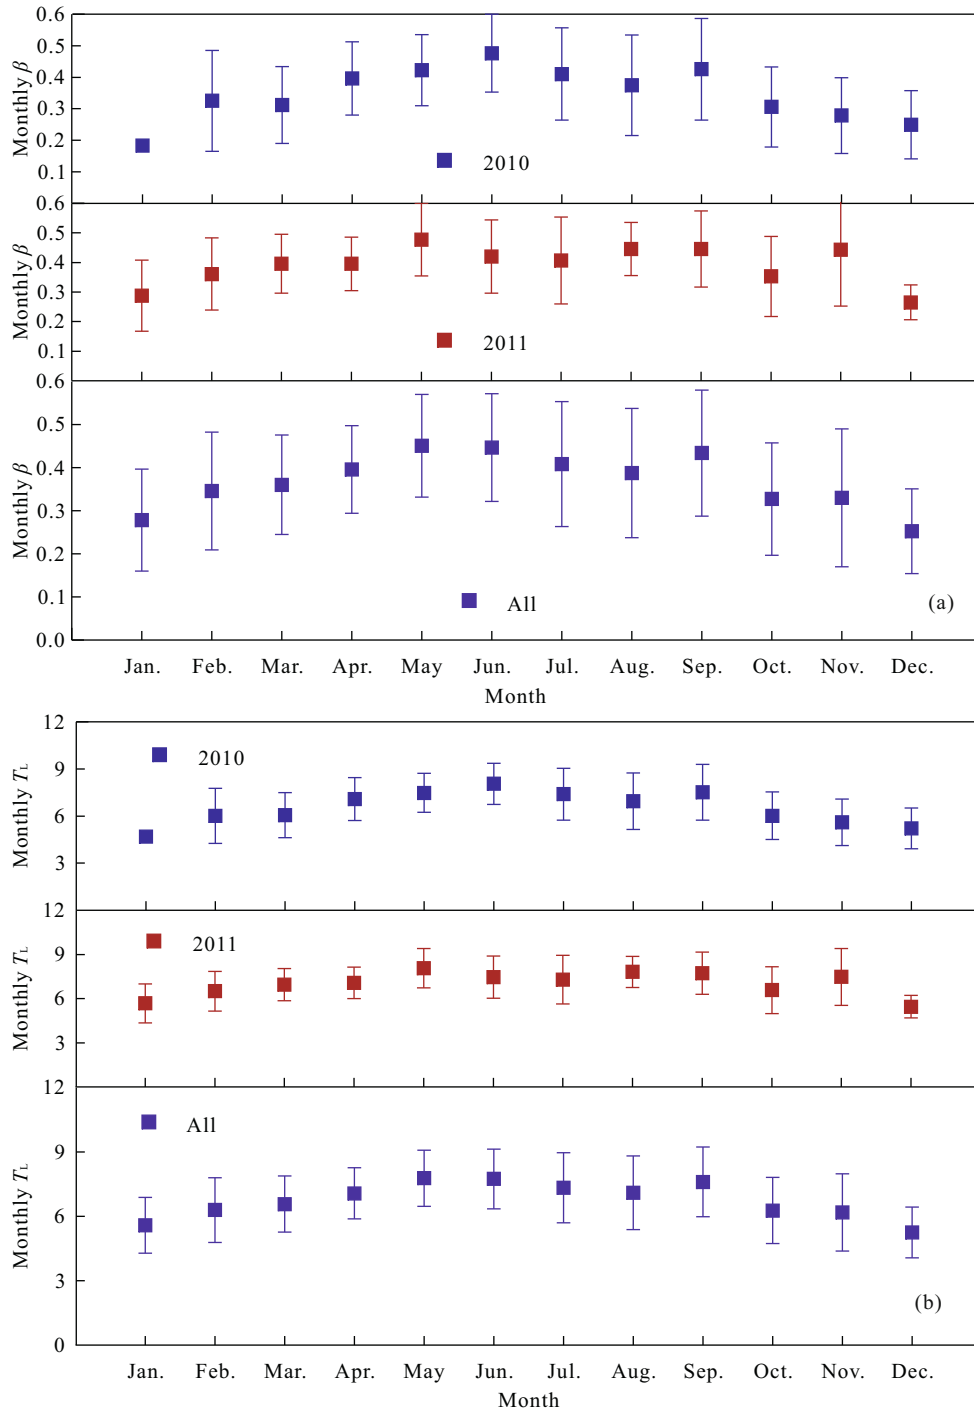 0.6
0.5
0.4
0.3
0.2
0.1
Monthly β
2010
0.6
0.5
0.4
0.3
0.2
0.1
Monthly β
2011
0.6
0.5
0.4
0.3
0.2
0.1
0.0
Monthly β
All
(a)
Jan. Feb. Mar. Apr. May Jun. Jul. Aug. Sep. Oct. Nov. Dec.
Month
12
9
6
3
Monthly T_L
2010
12
9
6
3
Monthly T_L
2011
12
9
6
3
0
Monthly T_L
All
(b)
Jan. Feb. Mar. Apr. May Jun. Jul. Aug. Sep. Oct. Nov. Dec.
Month